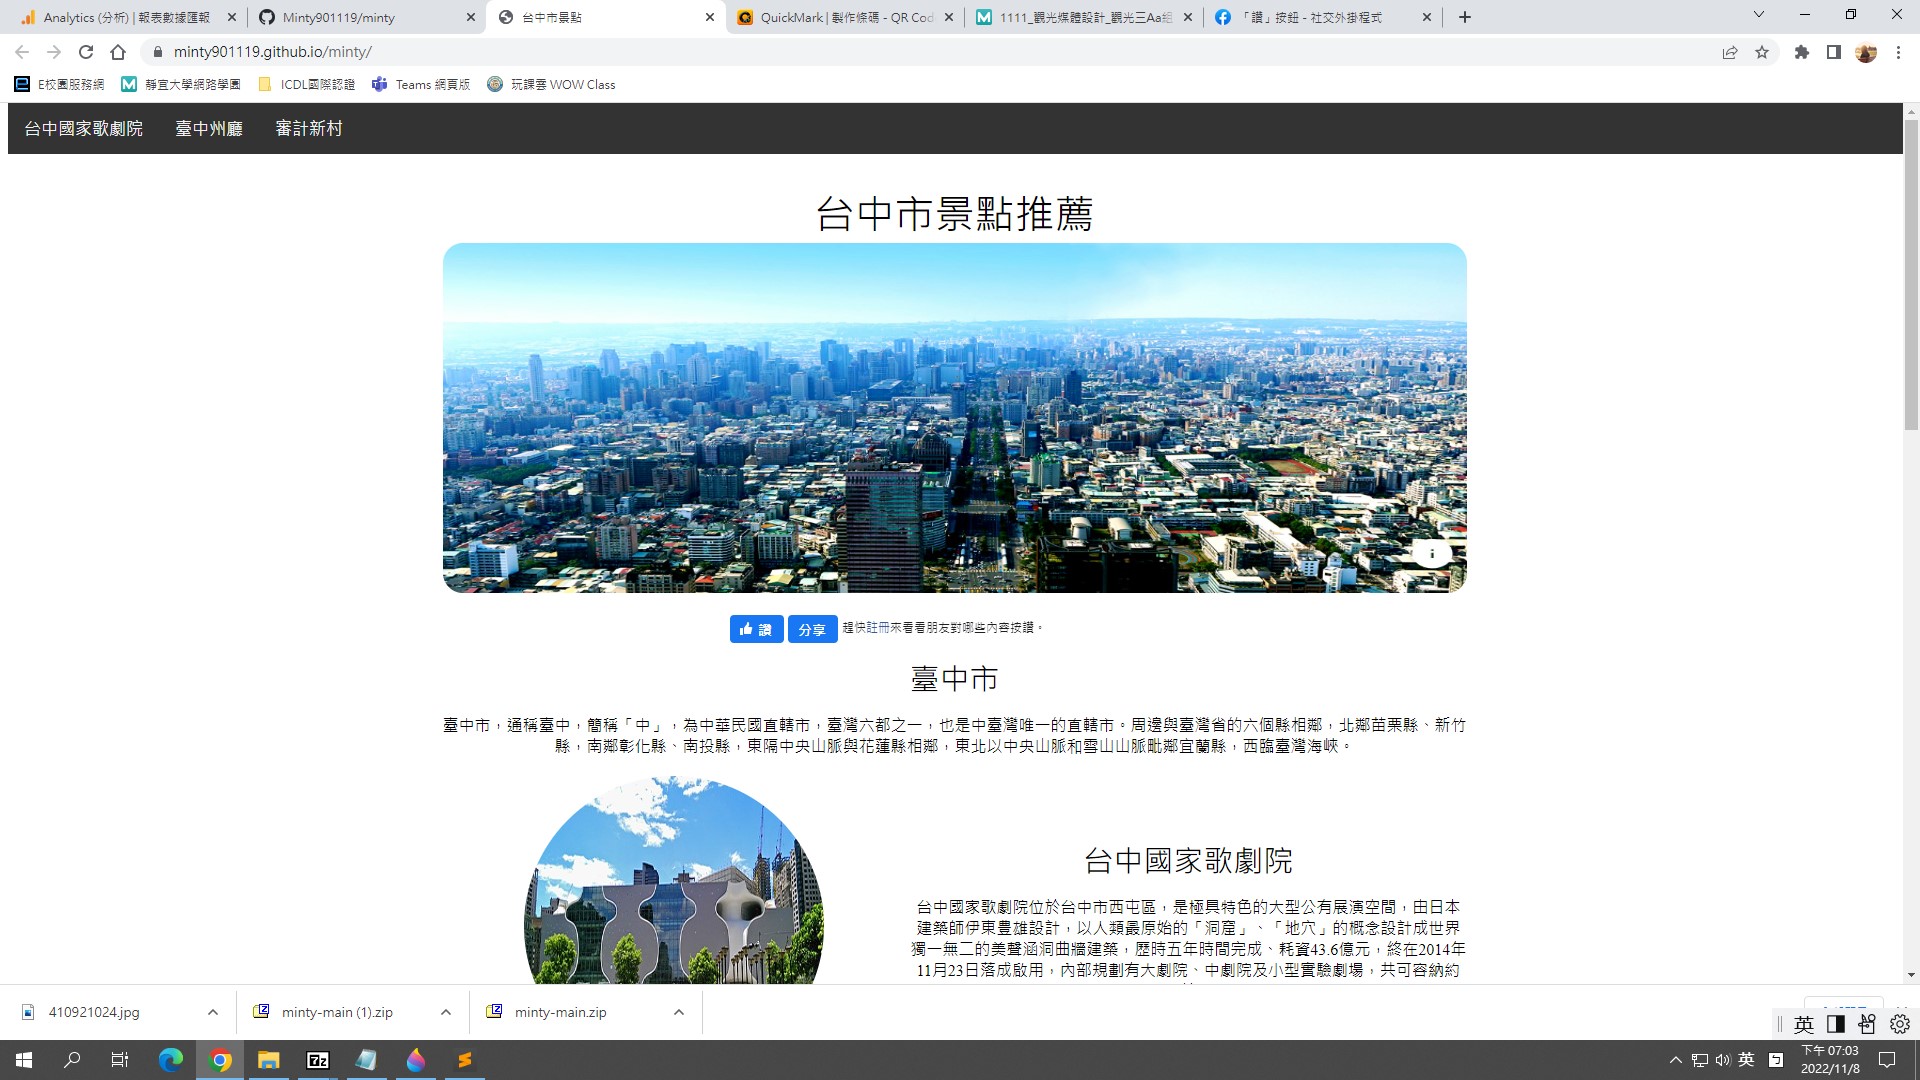 Analytics (分析) | 報表數據匯報
Minty901119/minty
台中市景點
QuickMark | 製作條碼 - QR Cod
1111_觀光媒體設計_觀光三Aa組
「讚」按鈕 - 社交外掛程式
minty901119.github.io/minty/
E校園服務網
靜宜大學網路學園
ICDL國際認證
Teams 網頁版
玩課雲 WOW Class
台中國家歌劇院 臺中州廳 審計新村
台中市景點推薦
讚 分享 趕快註冊來看看朋友對哪些內容按讚。
臺中市
臺中市，通稱臺中，簡稱「中」，為中華民國直轄市，臺灣六都之一，也是中臺灣唯一的直轄市。周邊與臺灣省的六個縣相鄰，北鄰苗栗縣、新竹
縣，南鄰彰化縣、南投縣，東隔中央山脈與花蓮縣相鄰，東北以中央山脈和雪山山脈毗鄰宜蘭縣，西臨臺灣海峽。
台中國家歌劇院
台中國家歌劇院位於台中市西屯區，是極具特色的大型公有展演空間，由日本
建築師伊東豊雄設計，以人類最原始的「洞窟」、「地穴」的概念設計成世界
獨一無二的美聲涵洞曲牆建築，歷時五年時間完成、耗資43.6億元，終在2014年
11月23日落成啟用，內部規劃有大劇院、中劇院及小型實驗劇場，共可容納約
410921024.jpg
minty-main (1).zip
minty-main.zip
英
7z
英
下午 07:03
2022/11/8